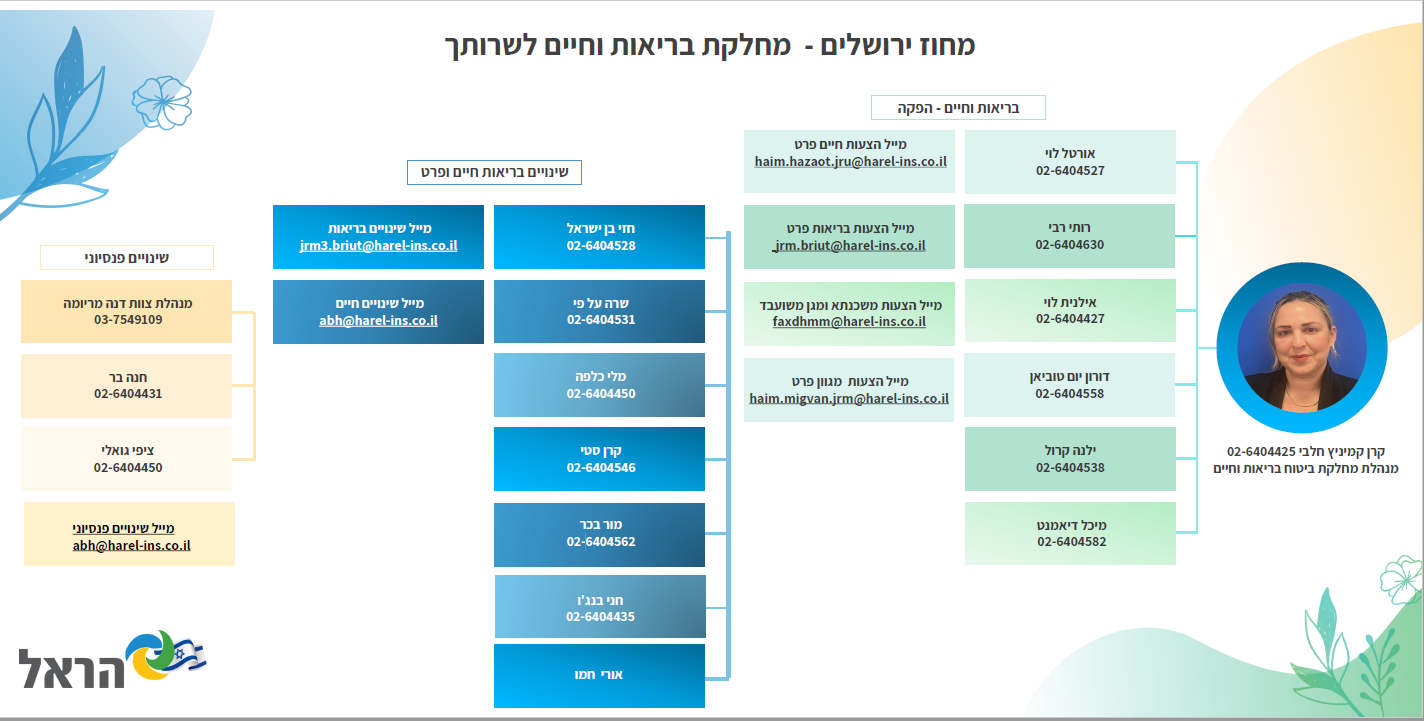 מחוז ירושלים - מחלקת בריאות וחיים לשרותך
קרן קמיניץ חלבי 02-6404425
מנהלת מחלקת ביטוח בריאות וחיים
בריאות וחיים - הפקה
אורטל לוי
02-6404527
רותי רבי
02-6404630
אילנית לוי
02-6404427
דורון יום טוביאן
02-6404558
ילנה קרול
02-6404538
מיכל דיאמנט
02-6404582
מייל הצעות חיים פרט
haim.hazaot.jru@harel-ins.co.il
מייל הצעות בריאות פרט
jrm.briut@harel-ins.co.il
מייל הצעות משכנתא ומגן משועבד
faxdhmm@harel-ins.co.il
מייל הצעות מגוון פרט
haim.migvan.jrm@harel-ins.co.il
שינויים בריאות חיים ופרט
חזי בן ישראל
02-6404528
שרה על פי
02-6404531
מלי כלפה
02-6404450
קרן סטי
02-6404546
מור בכר
02-6404562
חני בנג'ו
02-6404435
אורי חמו
מייל שינויים בריאות
jrm3.briut@harel-ins.co.il
מייל שינויים חיים
abh@harel-ins.co.il
שינויים פנסיוני
מנהלת צוות דנה מריומה
03-7549109
חנה בר
02-6404431
ציפי גואלי
02-6404450
מייל שינויים פנסיוני
abh@harel-ins.co.il
הראל